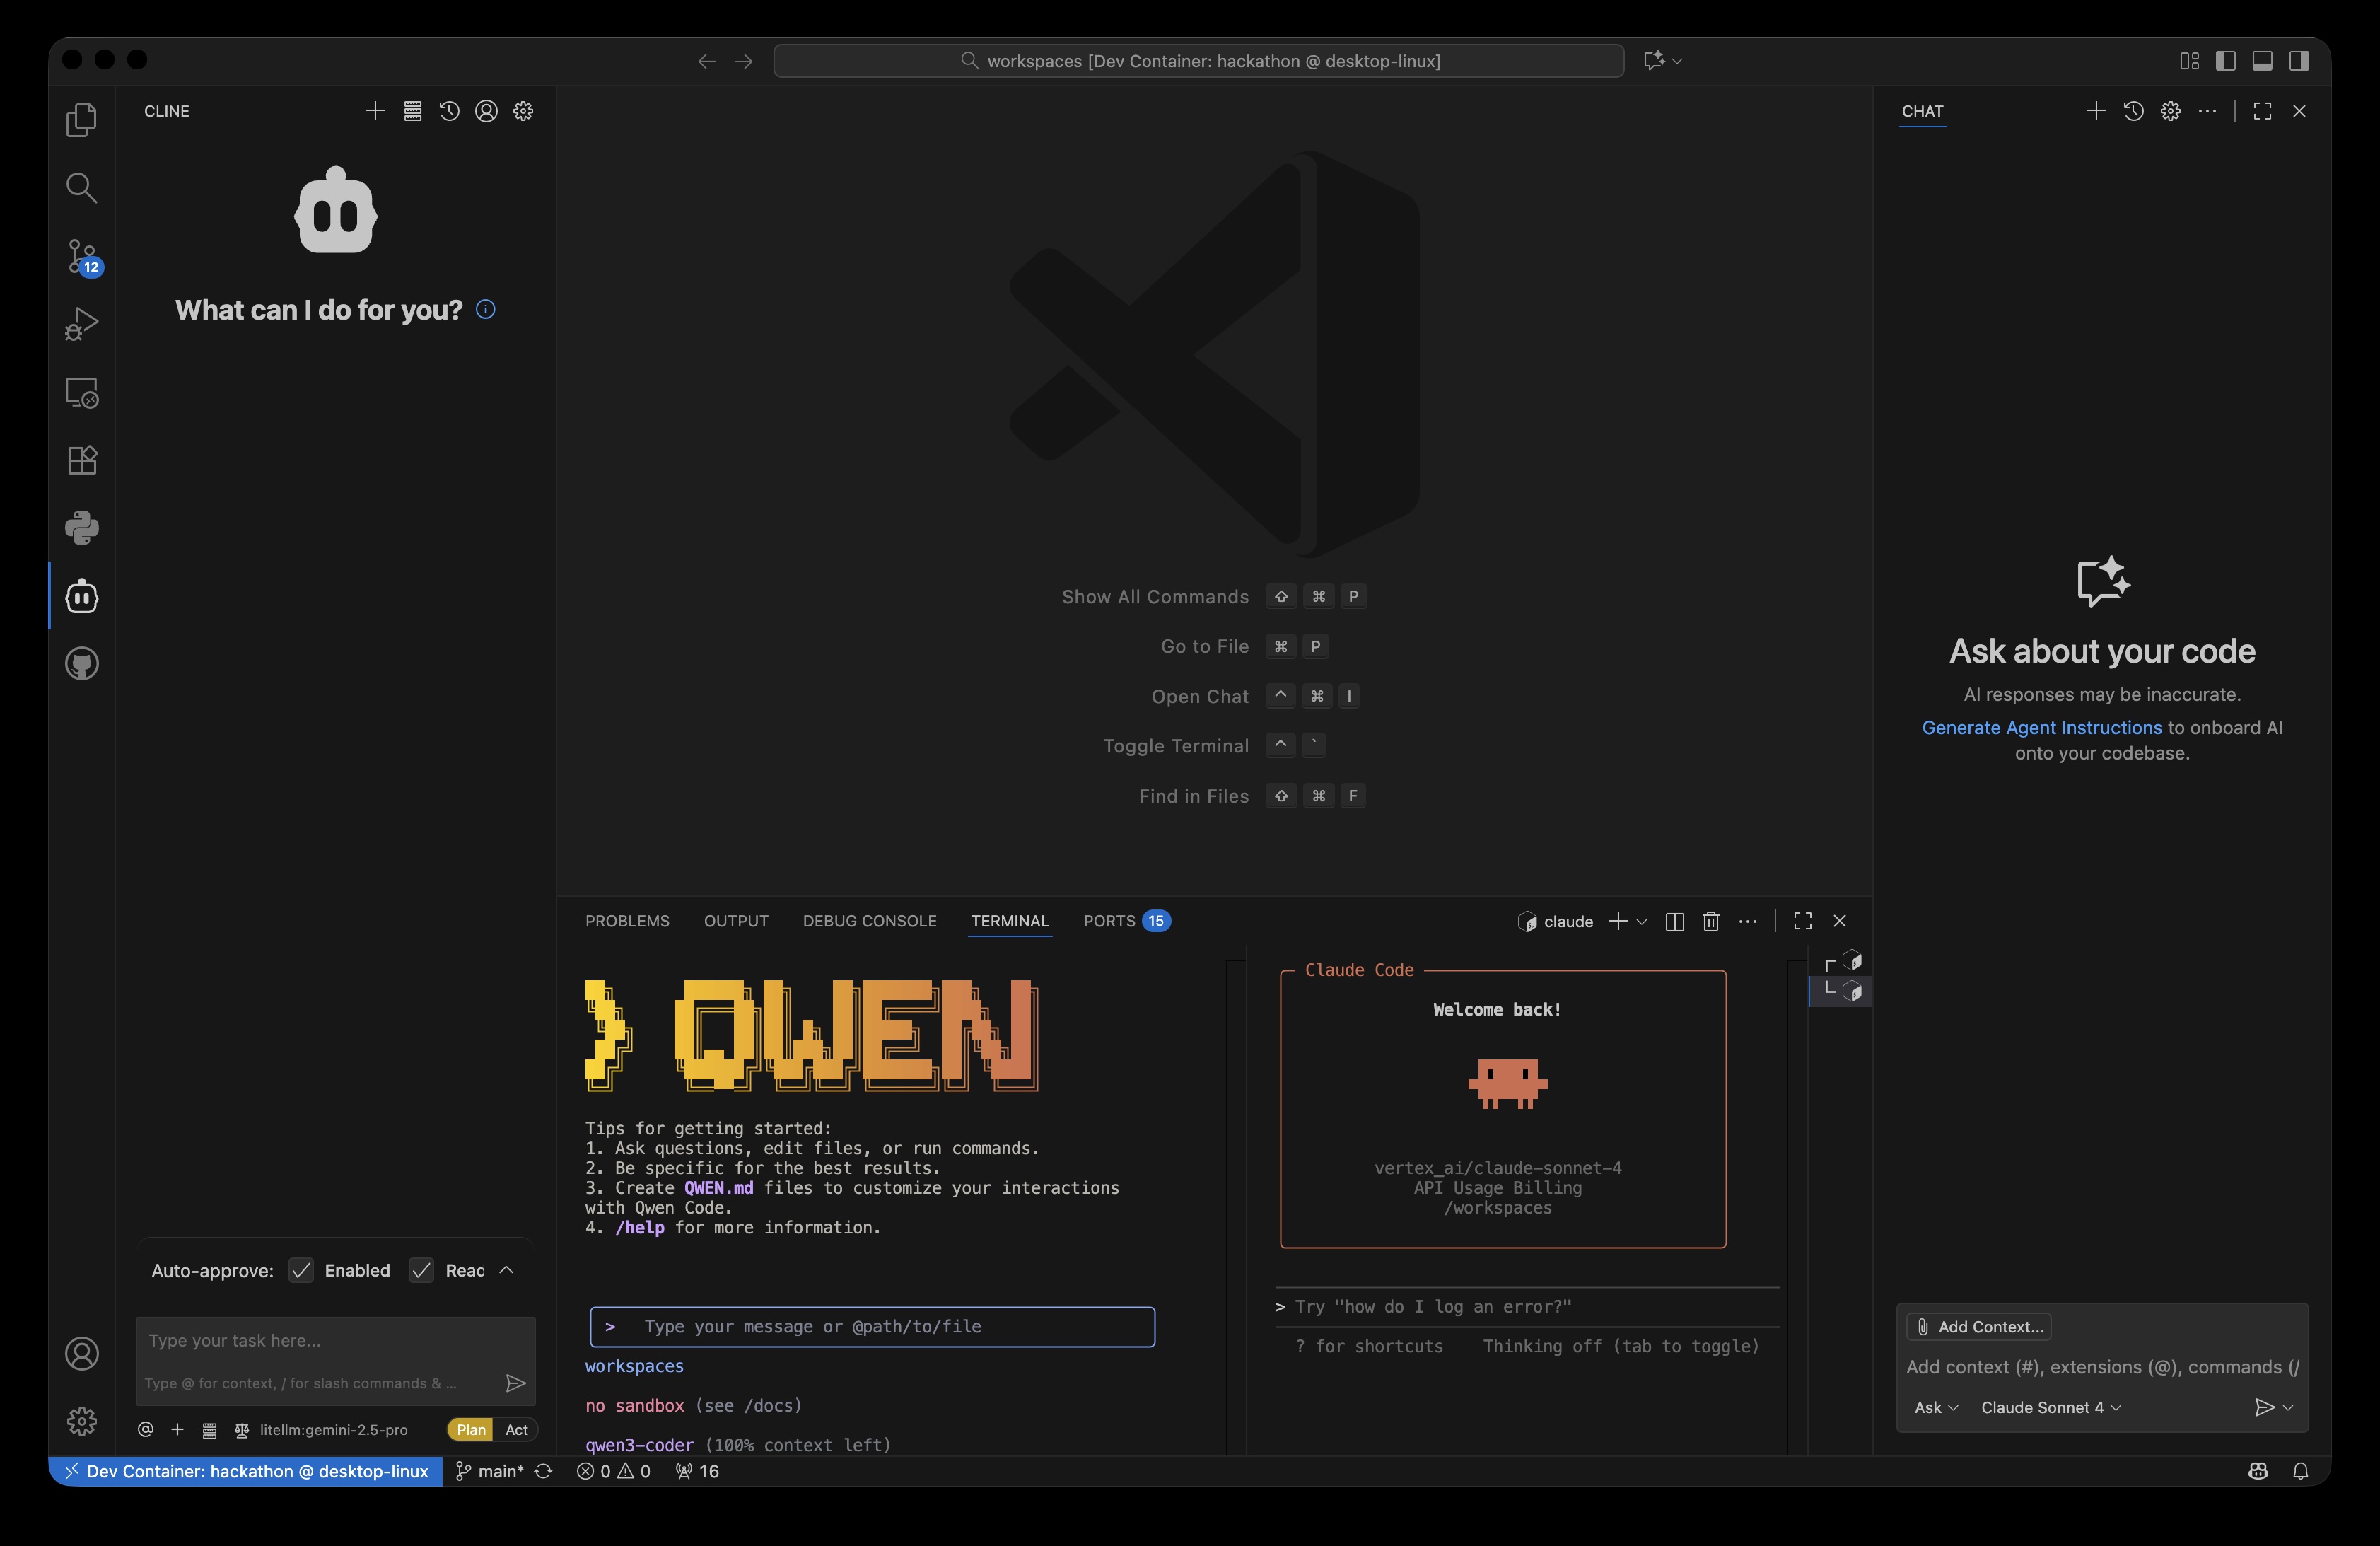 workspaces [Dev Container: hackathon @ desktop-linux]
CLINE
12
What can I do for you?
Auto-approve: Enabled Read
Type your task here...
Type @ for context, / for slash commands & ...
@ + litellm:gemini-2.5-pro Plan Act
Show All Commands ⇧ ⌘ P
Go to File ⌘ P
Open Chat ^ ⌘ I
Toggle Terminal ^ `
Find in Files ⇧ ⌘ F
PROBLEMS OUTPUT DEBUG CONSOLE TERMINAL PORTS 15
claude
> QWEN
Tips for getting started:
1. Ask questions, edit files, or run commands.
2. Be specific for the best results.
3. Create QWEN.md files to customize your interactions
with Qwen Code.
4. /help for more information.
> Type your message or @path/to/file
workspaces
no sandbox (see /docs)
qwen3-coder (100% context left)
Claude Code
Welcome back!
vertex_ai/claude-sonnet-4
API Usage Billing
/workspaces
> Try "how do I log an error?"
? for shortcuts Thinking off (tab to toggle)
CHAT
Ask about your code
AI responses may be inaccurate.
Generate Agent Instructions to onboard AI
onto your codebase.
Add Context...
Add context (#), extensions (@), commands (/
Ask Claude Sonnet 4
Dev Container: hackathon @ desktop-linux main* 0 0 16